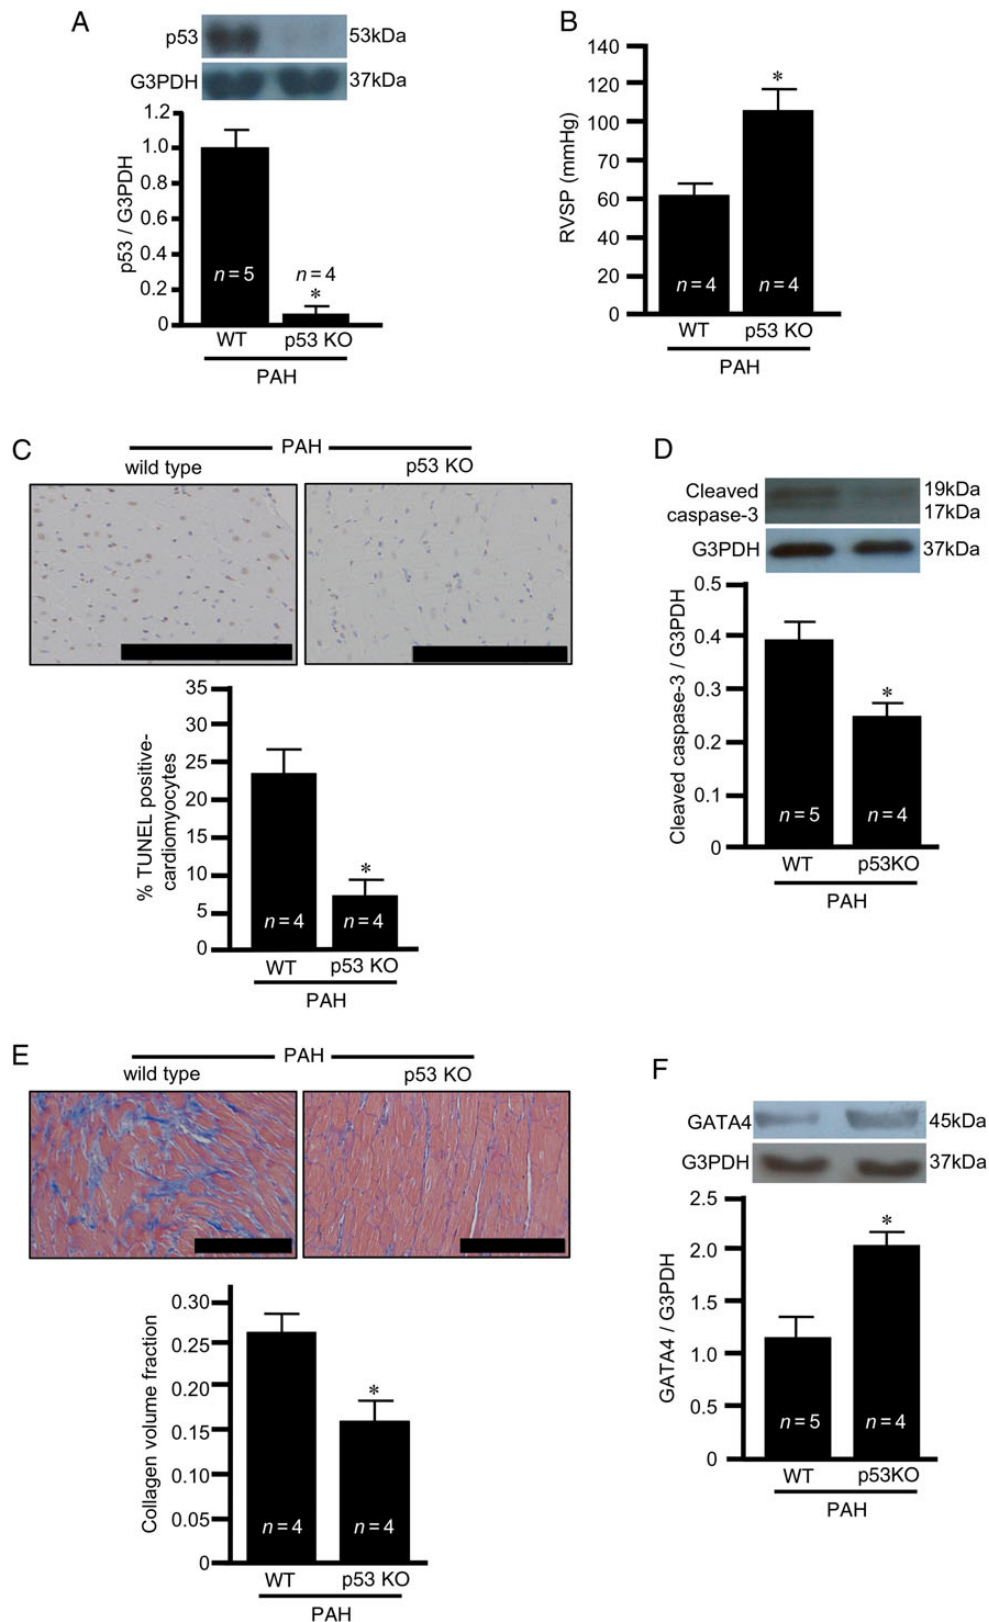 A
p53
53kDa
G3PDH
37kDa
p53 / G3PDH
1.2
1.0
0.8
0.6
0.4
0.2
0
n = 5
n = 4
*
WT
p53 KO
PAH
B
RVSP (mmHg)
140
120
100
70
60
40
20
0
*
n = 4
n = 4
WT
p53 KO
PAH
C
PAH
wild type
p53 KO
% TUNEL positive-
cardiomyocytes
35
30
25
20
15
10
5
0
*
n = 4
n = 4
WT
p53 KO
PAH
D
Cleaved
caspase-3
19kDa
17kDa
G3PDH
37kDa
Cleaved caspase-3 / G3PDH
0.5
0.4
0.3
0.2
0.1
0
*
n = 5
n = 4
WT
p53KO
PAH
E
PAH
wild type
p53 KO
Collagen volume fraction
0.30
0.25
0.20
0.15
0.10
0.05
0
*
n = 4
n = 4
WT
p53 KO
PAH
F
GATA4
45kDa
G3PDH
37kDa
GATA4 / G3PDH
2.5
2.0
1.5
1.0
0.5
0
*
n = 5
n = 4
WT
p53KO
PAH